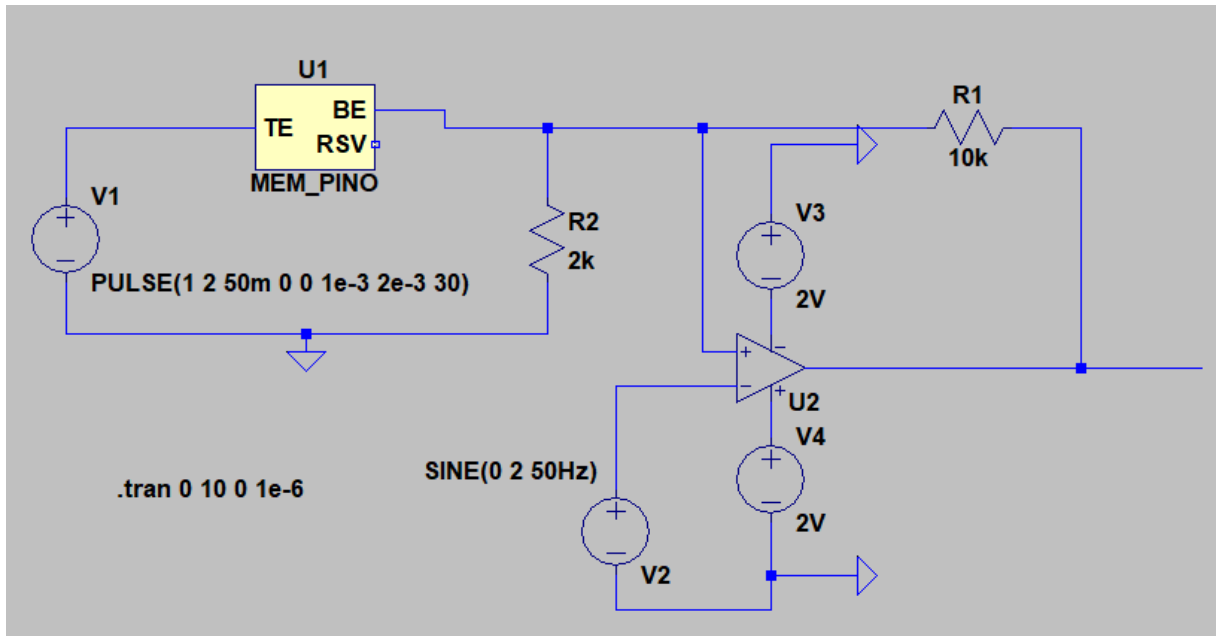 U1
TE
BE
RSV
MEM_PINO
V1
PULSE(1 2 50m 0 0 1e-3 2e-3 30)
R2
2k
R1
10k
V3
2V
U2
V4
2V
SINE(0 2 50Hz)
V2
.tran 0 10 0 1e-6